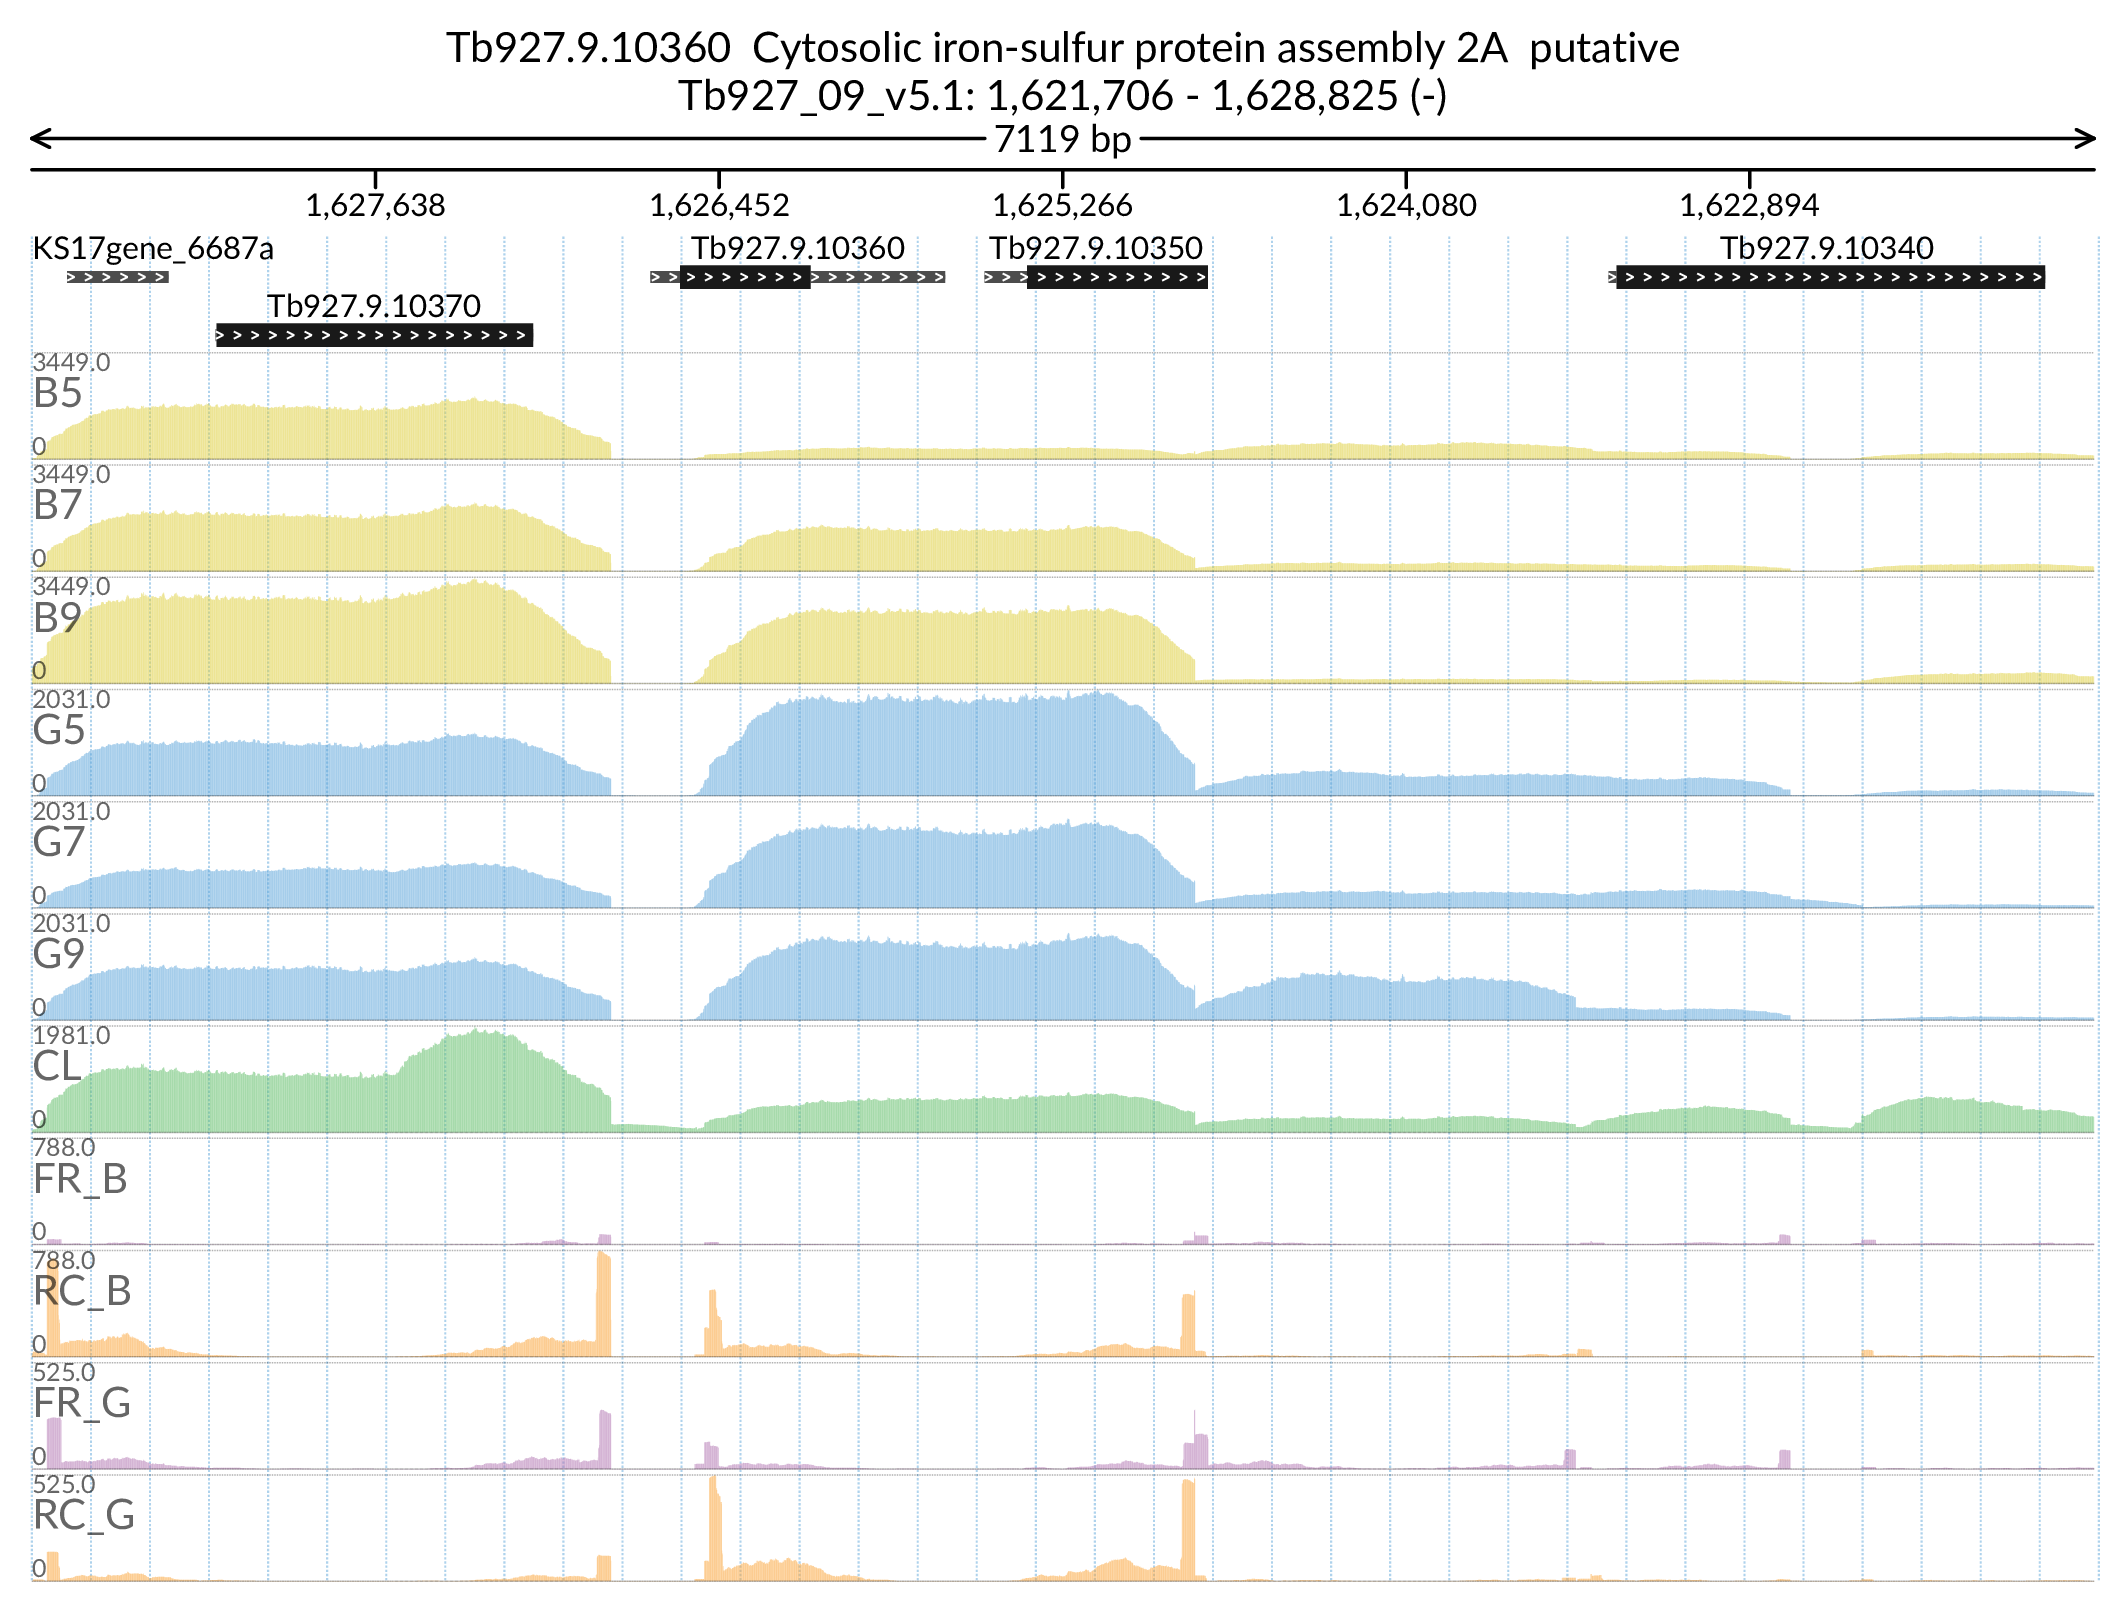 Tb927.9.10360  Cytosolic iron-sulfur protein assembly 2A  putative
Tb927_09_v5.1: 1,621,706 - 1,628,825 (-)
7119 bp
1,627,638 1,626,452 1,625,266 1,624,080 1,622,894
KS17gene_6687a Tb927.9.10360 Tb927.9.10350 Tb927.9.10340
Tb927.9.10370
3449.0
B5
0
3449.0
B7
0
3449.0
B9
0
2031.0
G5
0
2031.0
G7
0
2031.0
G9
0
1981.0
CL
0
788.0
FR_B
0
788.0
RC_B
0
525.0
FR_G
0
525.0
RC_G
0